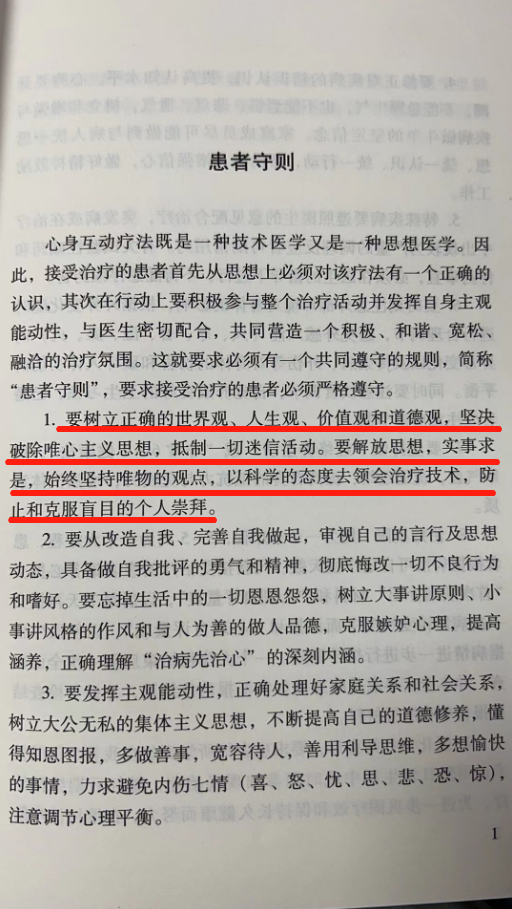 患者守则
心身互动疗法既是一种技术医学又是一种思想医学。因
此，接受治疗的患者首先从思想上必须对该疗法有一个正确的
认识，其次在行动上要积极参与整个治疗活动并发挥自身主观
能动性，与医生密切配合，共同营造一个积极、和谐、宽松、
融洽的治疗氛围。这就要求必须有一个共同遵守的规则，简称
“患者守则”，要求接受治疗的患者必须严格遵守。
1. 要树立正确的世界观、人生观、价值观和道德观，坚决
破除唯心主义思想，抵制一切迷信活动。要解放思想，实事求
是，始终坚持唯物的观点，以科学的态度去领会治疗技术，防
止和克服盲目的个人崇拜。
2. 要从改造自我、完善自我做起，审视自己的言行及思想
动态，具备做自我批评的勇气和精神，彻底悔改一切不良行为
和嗜好。要忘掉生活中的一切恩恩怨怨，树立大事讲原则、小
事讲风格的作风和与人为善的做人品德，克服嫉妒心理，提高
涵养，正确理解“治病先治心”的深刻内涵。
3. 要发挥主观能动性，正确处理好家庭关系和社会关系，
树立大公无私的集体主义思想，不断提高自己的道德修养，懂
得知恩图报，多做善事，宽容待人，善用利导思维，多想愉快
的事情，力求避免内伤七情（喜、怒、忧、思、悲、恐、惊），
注意调节心理平衡。
1